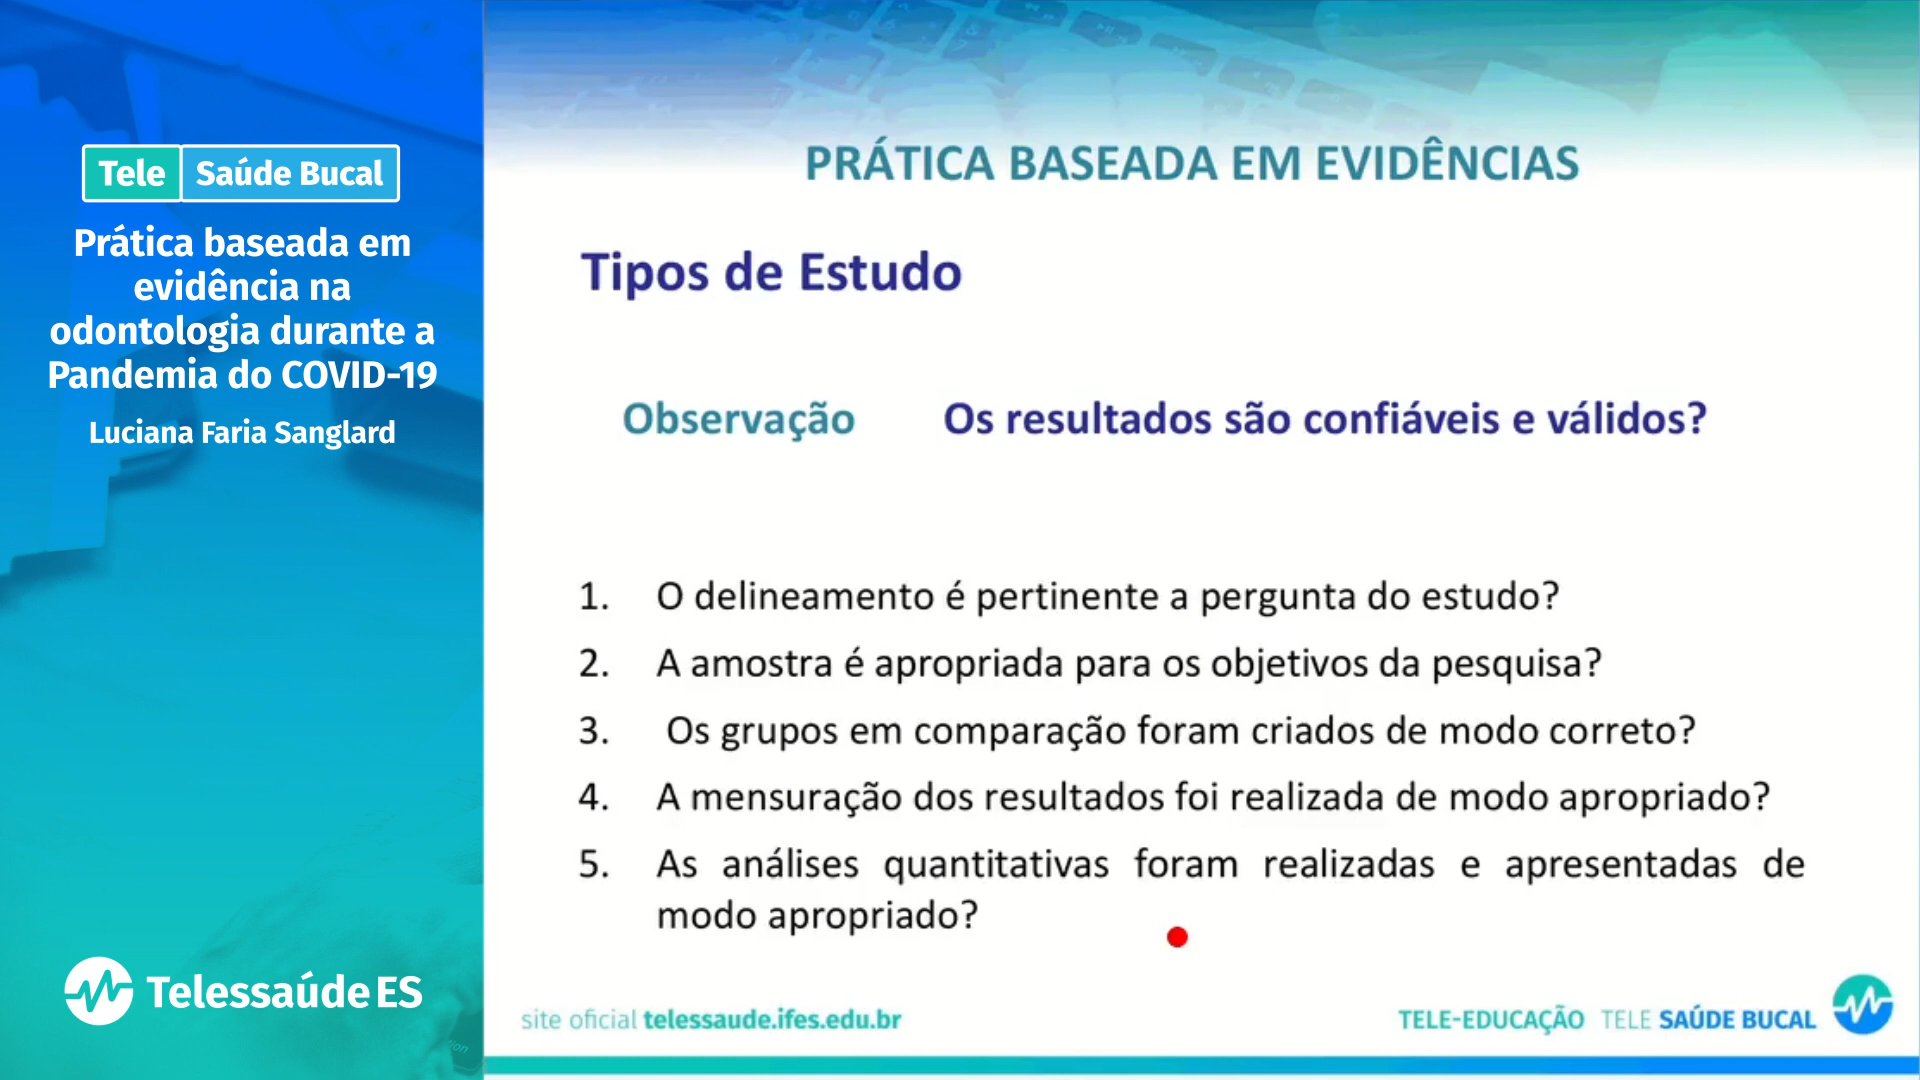 Tele Saúde Bucal
Prática baseada em
evidência na
odontologia durante a
Pandemia do COVID-19
Luciana Faria Sanglard
Telessaúde ES
PRÁTICA BASEADA EM EVIDÊNCIAS
Tipos de Estudo
Observação Os resultados são confiáveis e válidos?
1. O delineamento é pertinente a pergunta do estudo?
2. A amostra é apropriada para os objetivos da pesquisa?
3. Os grupos em comparação foram criados de modo correto?
4. A mensuração dos resultados foi realizada de modo apropriado?
5. As análises quantitativas foram realizadas e apresentadas de
modo apropriado?
site oficial telessaude.ifes.edu.br
TELE-EDUCAÇÃO TELE SAÚDE BUCAL